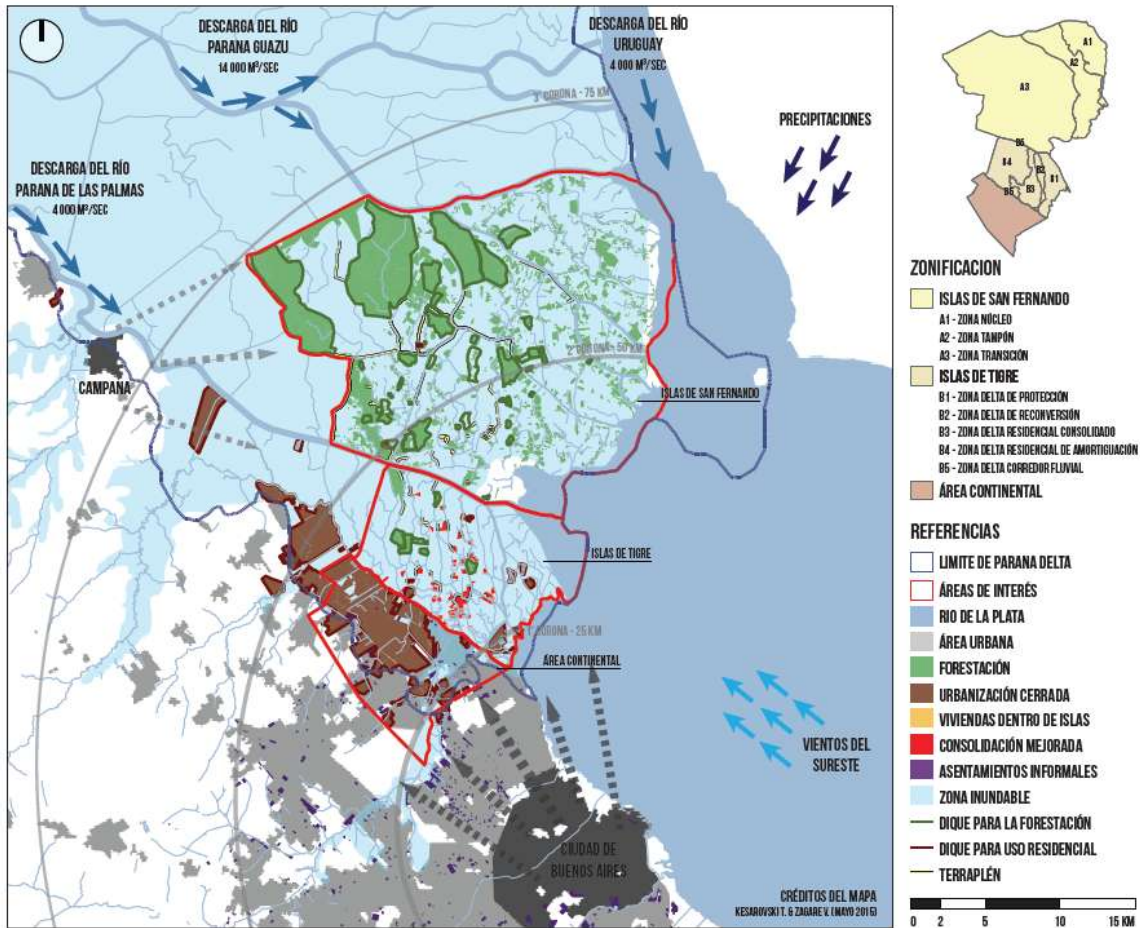 DESCARGA DEL RÍO
PARANA GUAZU
14 000 M³/SEC
DESCARGA DEL RÍO
URUGUAY
4 000 M³/SEC
3° CORONA - 75 KM
PRECIPITACIONES
DESCARGA DEL RÍO
PARANA DE LAS PALMAS
4 000 M³/SEC
CAMPANA
2° CORONA - 50 KM
ISLAS DE SAN FERNANDO
ISLAS DE TIGRE
1° CORONA - 25 KM
ÁREA CONTINENTAL
VIENTOS DEL
SURESTE
CIUDAD DE
BUENOS AIRES
CRÉDITOS DEL MAPA
KESAROVSKI T. & ZAGARE V. (MAYO 2015)
A1
A2
A3
B5
B4
B2
B1
B5
B3
ZONIFICACION
ISLAS DE SAN FERNANDO
A1 - ZONA NÚCLEO
A2 - ZONA TAMPÓN
A3 - ZONA TRANSICIÓN
ISLAS DE TIGRE
B1 - ZONA DELTA DE PROTECCIÓN
B2 - ZONA DELTA DE RECONVERSIÓN
B3 - ZONA DELTA RESIDENCIAL CONSOLIDADO
B4 - ZONA DELTA RESIDENCIAL DE AMORTIGUACIÓN
B5 - ZONA DELTA CORREDOR FLUVIAL
ÁREA CONTINENTAL
REFERENCIAS
LIMITE DE PARANA DELTA
ÁREAS DE INTERÉS
RIO DE LA PLATA
ÁREA URBANA
FORESTACIÓN
URBANIZACIÓN CERRADA
VIVIENDAS DENTRO DE ISLAS
CONSOLIDACIÓN MEJORADA
ASENTAMIENTOS INFORMALES
ZONA INUNDABLE
DIQUE PARA LA FORESTACIÓN
DIQUE PARA USO RESIDENCIAL
TERRAPLÉN
0 2 5 10 15 KM